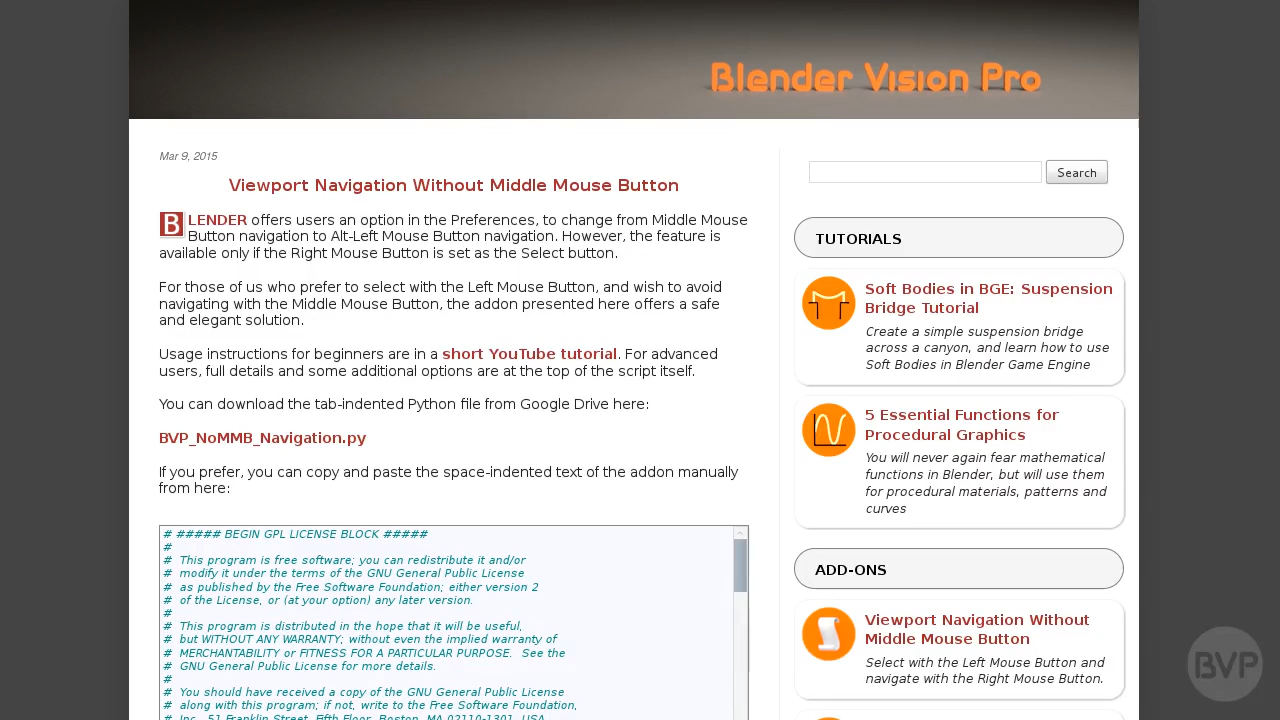 Blender Vision Pro
Mar 9, 2015
Viewport Navigation Without Middle Mouse Button
BLENDER offers users an option in the Preferences, to change from Middle Mouse
Button navigation to Alt-Left Mouse Button navigation. However, the feature is
available only if the Right Mouse Button is set as the Select button.
For those of us who prefer to select with the Left Mouse Button, and wish to avoid
navigating with the Middle Mouse Button, the addon presented here offers a safe
and elegant solution.
Usage instructions for beginners are in a short YouTube tutorial. For advanced
users, full details and some additional options are at the top of the script itself.
You can download the tab-indented Python file from Google Drive here:
BVP_NoMMB_Navigation.py
If you prefer, you can copy and paste the space-indented text of the addon manually
from here:
# ##### BEGIN GPL LICENSE BLOCK #####
#
# This program is free software; you can redistribute it and/or
# modify it under the terms of the GNU General Public License
# as published by the Free Software Foundation; either version 2
# of the License, or (at your option) any later version.
#
# This program is distributed in the hope that it will be useful,
# but WITHOUT ANY WARRANTY; without even the implied warranty of
# MERCHANTABILITY or FITNESS FOR A PARTICULAR PURPOSE. See the
# GNU General Public License for more details.
#
# You should have received a copy of the GNU General Public License
# along with this program; if not, write to the Free Software Foundation,
# Inc., 51 Franklin Street, Fifth Floor, Boston, MA 02110-1301, USA.
Search
TUTORIALS
Soft Bodies in BGE: Suspension
Bridge Tutorial
Create a simple suspension bridge
across a canyon, and learn how to use
Soft Bodies in Blender Game Engine
5 Essential Functions for
Procedural Graphics
You will never again fear mathematical
functions in Blender, but will use them
for procedural materials, patterns and
curves
ADD-ONS
Viewport Navigation Without
Middle Mouse Button
Select with the Left Mouse Button and
navigate with the Right Mouse Button.
BVP